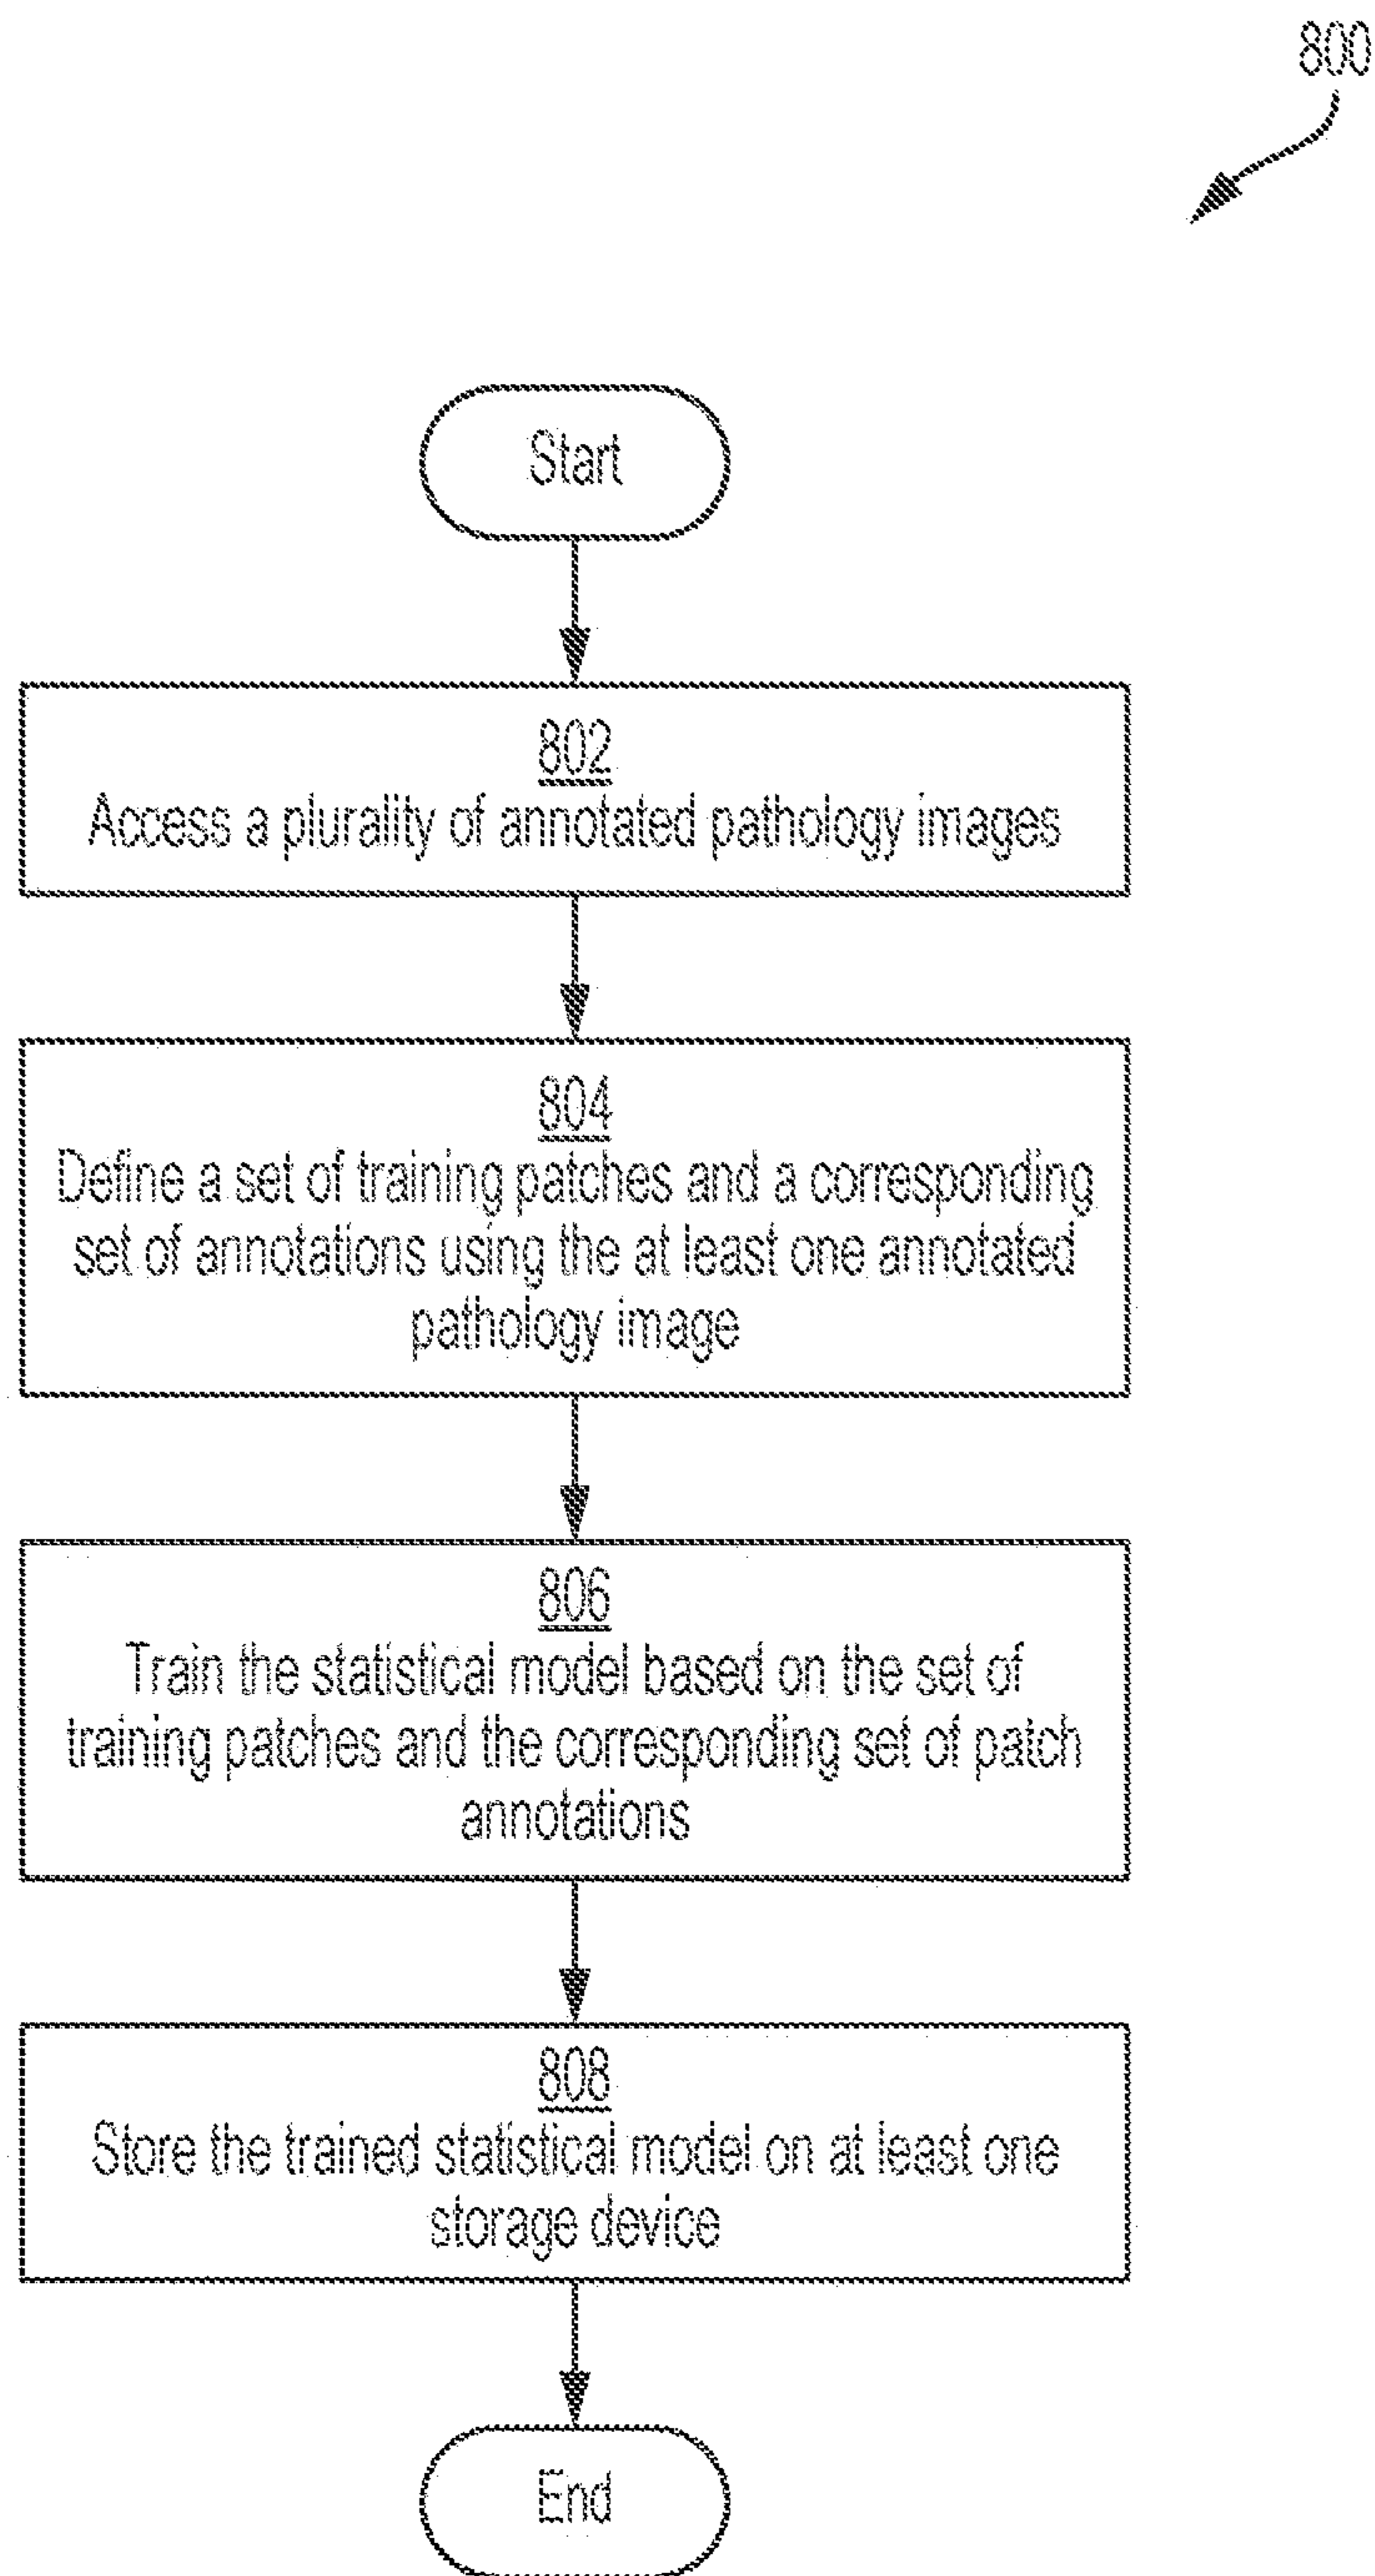 800
Start
802
Access a plurality of annotated pathology images
804
Define a set of training patches and a corresponding
set of annotations using the at least one annotated
pathology image
806
Train the statistical model based on the set of
training patches and the corresponding set of patch
annotations
808
Store the trained statistical model on at least one
storage device
End